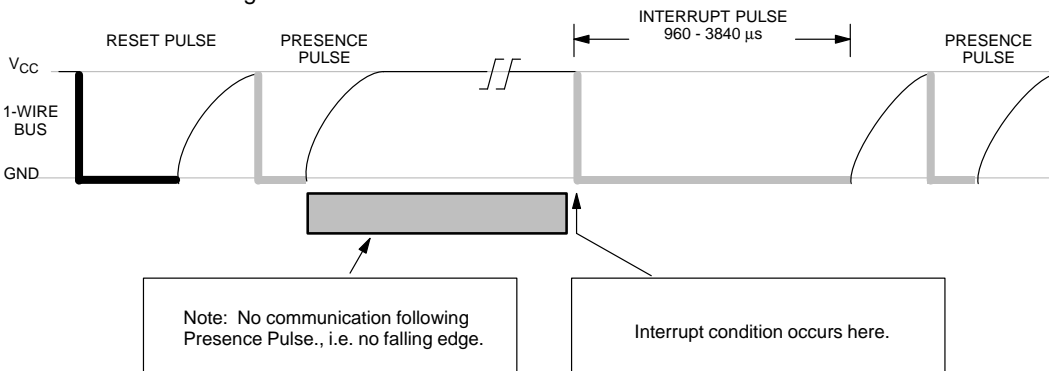 INTERRUPT PULSE
960 - 3840 μs
RESET PULSE
PRESENCE
PULSE
PRESENCE
PULSE
VCC
1-WIRE
BUS
GND
Note: No communication following
Presence Pulse., i.e. no falling edge.
Interrupt condition occurs here.